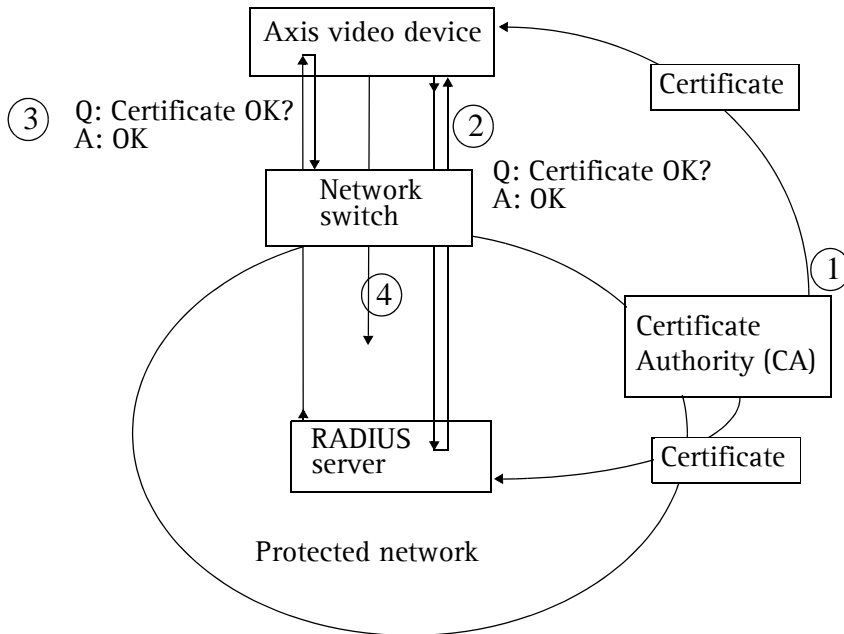 Axis video device
Certificate
3
Q: Certificate OK?
A: OK
2
Q: Certificate OK?
A: OK
Network
switch
1
4
Certificate
Authority (CA)
RADIUS
server
Certificate
Protected network